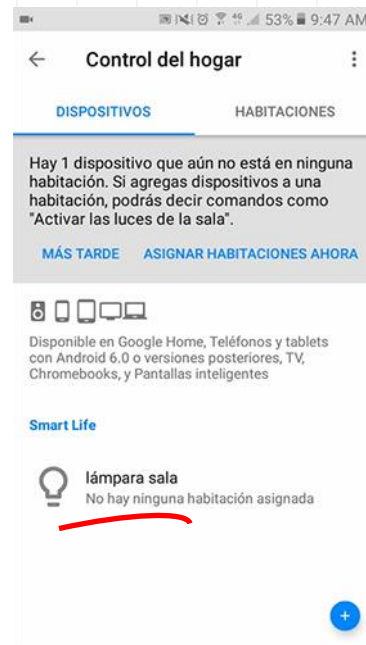 53% 9:47 AM
Control del hogar
DISPOSITIVOS HABITACIONES
Hay 1 dispositivo que aún no está en ninguna
habitación. Si agregas dispositivos a una
habitación, podrás decir comandos como
"Activar las luces de la sala".
MÁS TARDE ASIGNAR HABITACIONES AHORA
Disponible en Google Home, Teléfonos y tablets
con Android 6.0 o versiones posteriores, TV,
Chromebooks, y Pantallas inteligentes
Smart Life
lámpara sala
No hay ninguna habitación asignada